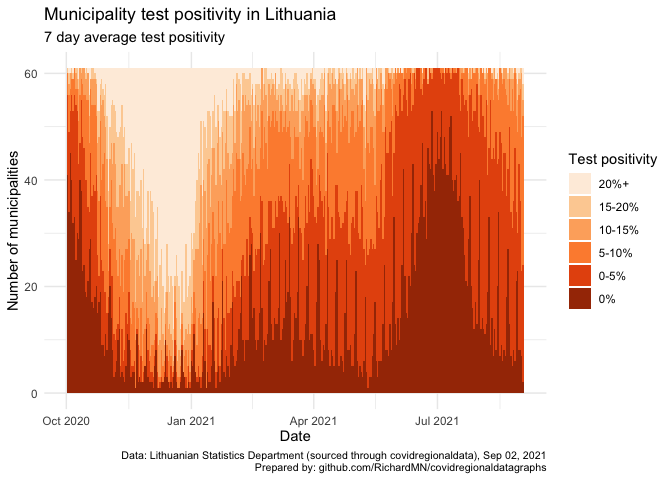 Municipality test positivity in Lithuania
7 day average test positivity
60
40
20
0
Number of municipalities
Oct 2020
Jan 2021
Apr 2021
Jul 2021
Date
Test positivity
20%+
15-20%
10-15%
5-10%
0-5%
0%
Data: Lithuanian Statistics Department (sourced through covidregionaldata), Sep 02, 2021
Prepared by: github.com/RichardMN/covidregionaldatagraphs